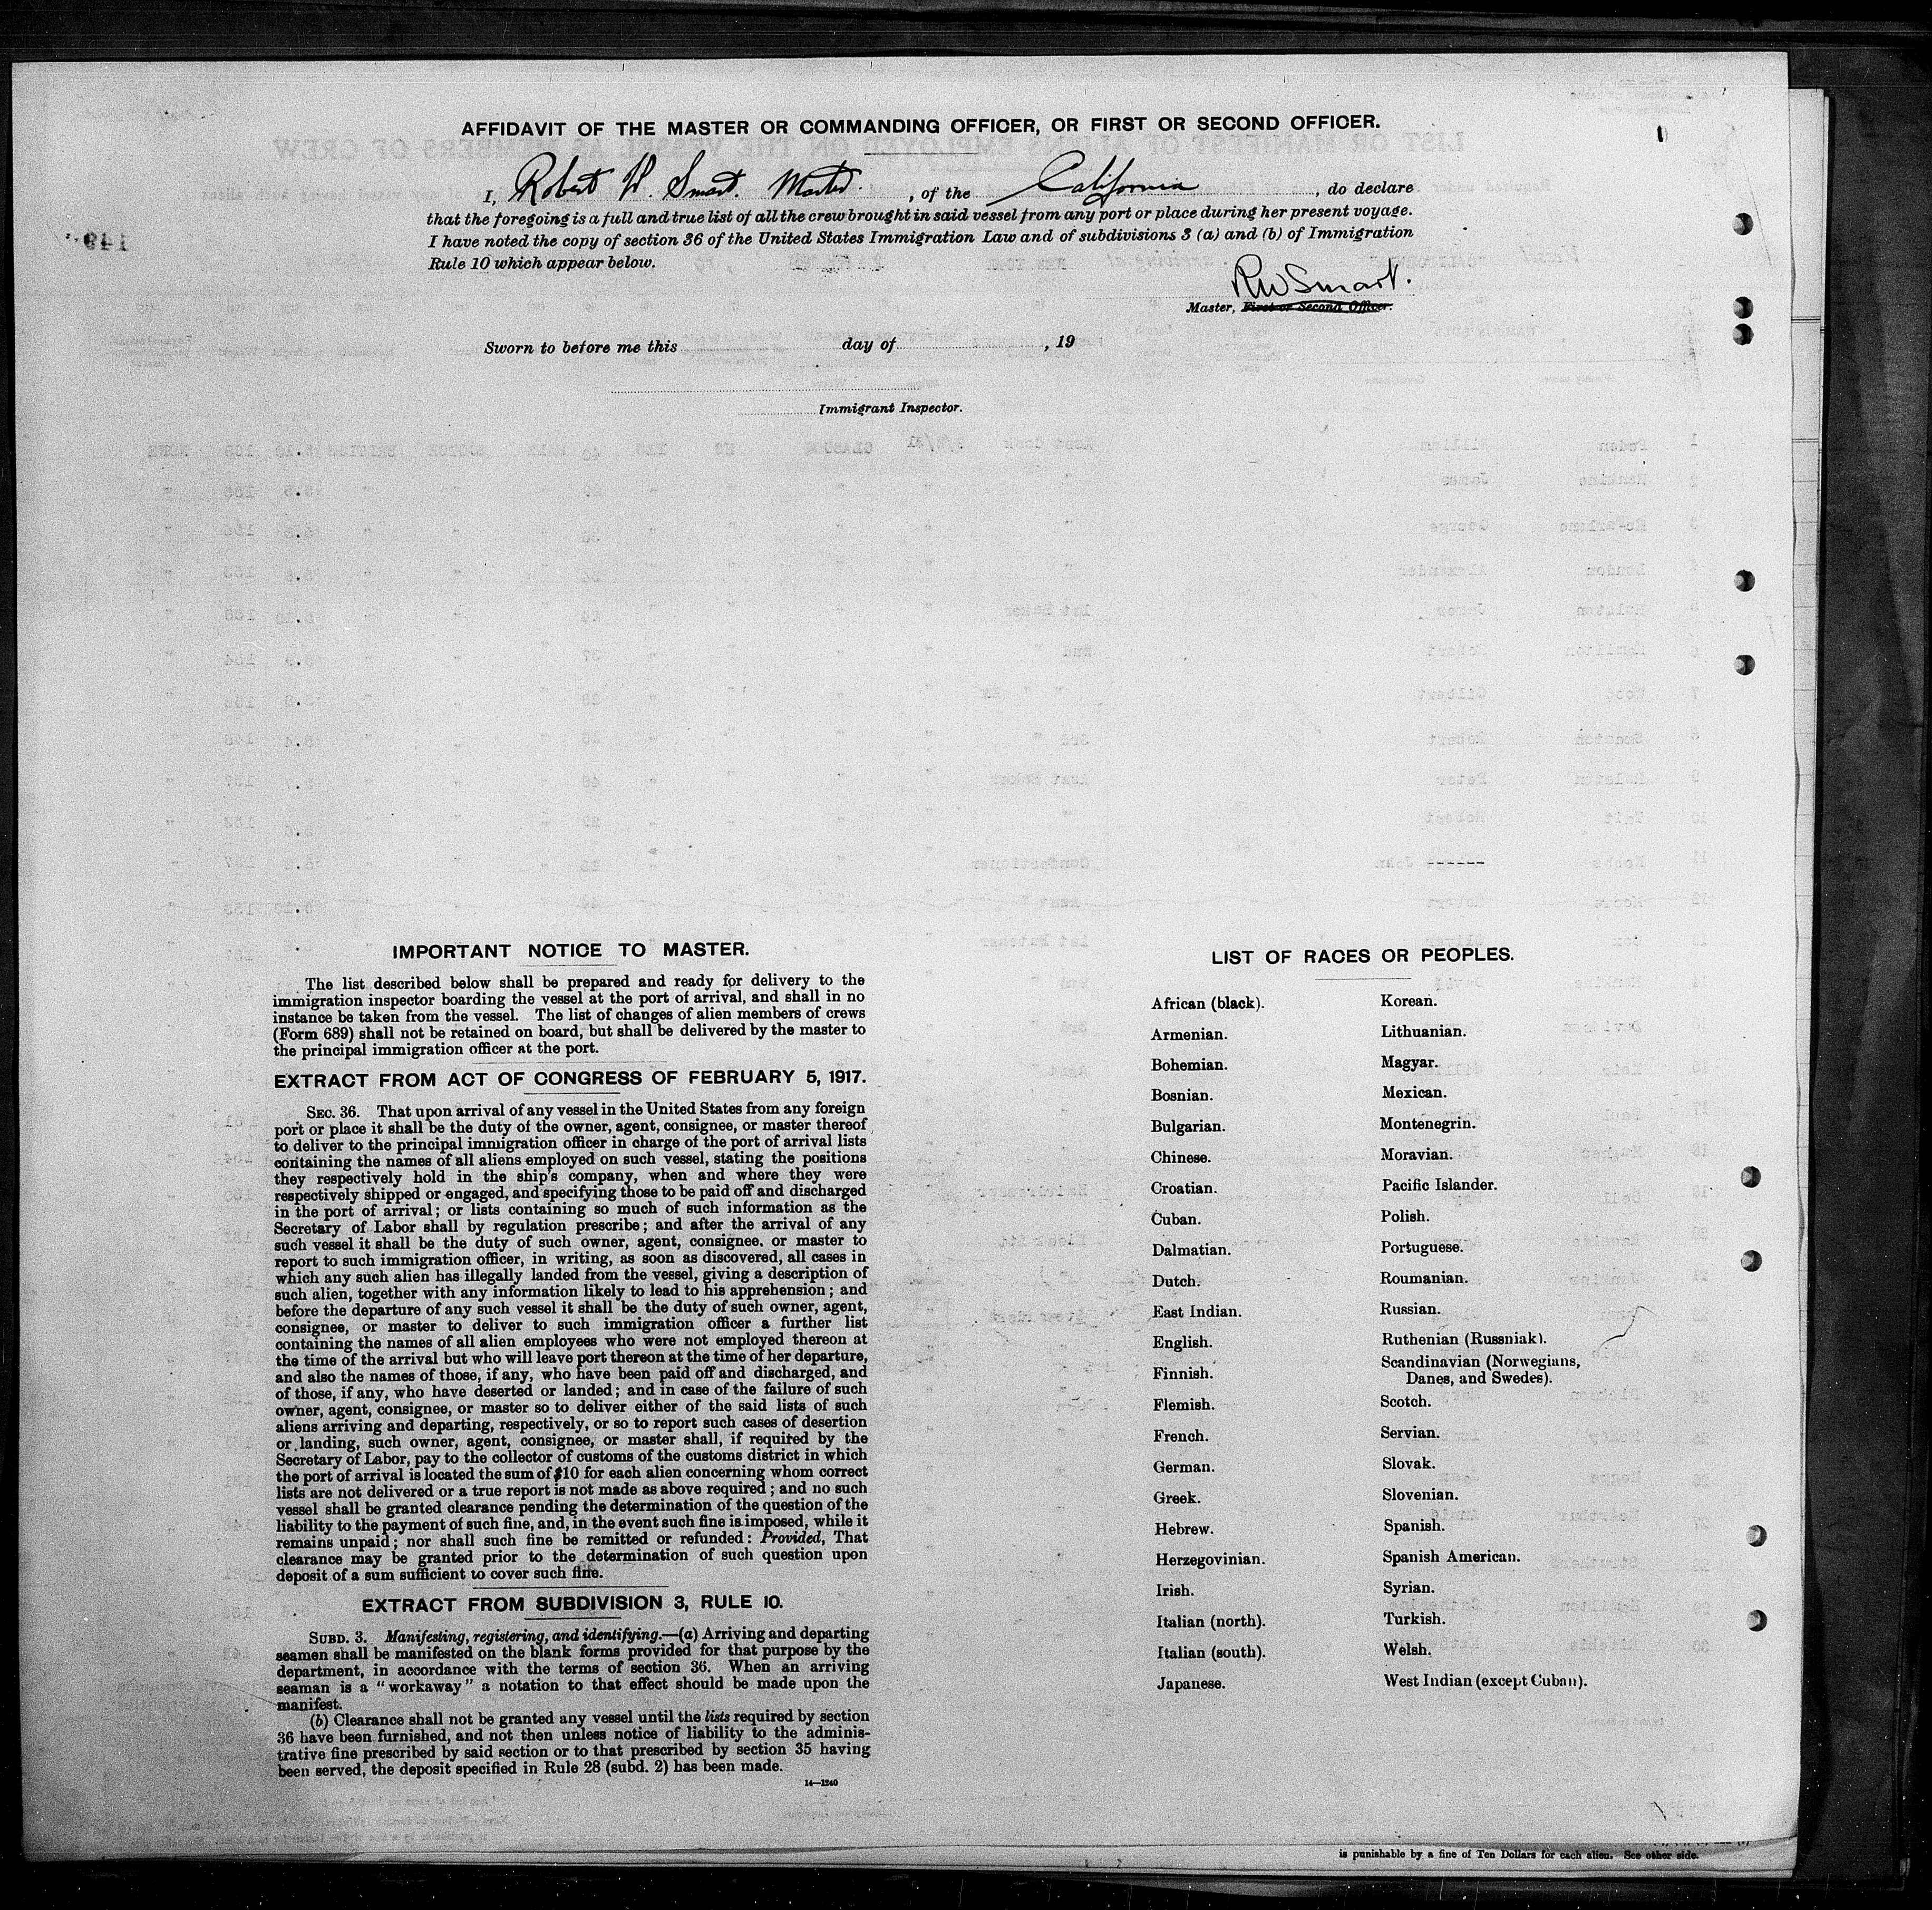 AFFIDAVIT OF THE MASTER OR COMMANDING OFFICER, OR FIRST OR SECOND OFFICER.
I, Robert W. Smart. Master. , of the California , do declare
that the foregoing is a full and true list of all the crew brought in said vessel from any port or place during her present voyage.
I have noted the copy of section 36 of the United States Immigration Law and of subdivisions 3 (a) and (b) of Immigration
Rule 10 which appear below.
RW Smart.
Master, First or Second Officer.
Sworn to before me this day of , 19
Immigrant Inspector.
IMPORTANT NOTICE TO MASTER.
The list described below shall be prepared and ready for delivery to the
immigration inspector boarding the vessel at the port of arrival, and shall in no
instance be taken from the vessel. The list of changes of alien members of crews
(Form 689) shall not be retained on board, but shall be delivered by the master to
the principal immigration officer at the port.
EXTRACT FROM ACT OF CONGRESS OF FEBRUARY 5, 1917.
SEC. 36. That upon arrival of any vessel in the United States from any foreign
port or place it shall be the duty of the owner, agent, consignee, or master thereof
to deliver to the principal immigration officer in charge of the port of arrival lists
containing the names of all aliens employed on such vessel, stating the positions
they respectively hold in the ship's company, when and where they were
respectively shipped or engaged, and specifying those to be paid off and discharged
in the port of arrival; or lists containing so much of such information as the
Secretary of Labor shall by regulation prescribe; and after the arrival of any
such vessel it shall be the duty of such owner, agent, consignee, or master to
report to such immigration officer, in writing, as soon as discovered, all cases in
which any such alien has illegally landed from the vessel, giving a description of
such alien, together with any information likely to lead to his apprehension; and
before the departure of any such vessel it shall be the duty of such owner, agent,
consignee, or master to deliver to such immigration officer a further list
containing the names of all alien employees who were not employed thereon at
the time of the arrival but who will leave port thereon at the time of her departure,
and also the names of those, if any, who have been paid off and discharged, and
of those, if any, who have deserted or landed; and in case of the failure of such
owner, agent, consignee, or master so to deliver either of the said lists of such
aliens arriving and departing, respectively, or so to report such cases of desertion
or landing, such owner, agent, consignee, or master shall, if required by the
Secretary of Labor, pay to the collector of customs of the customs district in which
the port of arrival is located the sum of $10 for each alien concerning whom correct
lists are not delivered or a true report is not made as above required; and no such
vessel shall be granted clearance pending the determination of the question of the
liability to the payment of such fine, and, in the event such fine is imposed, while it
remains unpaid; nor shall such fine be remitted or refunded: Provided, That
clearance may be granted prior to the determination of such question upon
deposit of a sum sufficient to cover such fine.
EXTRACT FROM SUBDIVISION 3, RULE 10.
SUBD. 3. Manifesting, registering, and identifying.—(a) Arriving and departing
seamen shall be manifested on the blank forms provided for that purpose by the
department, in accordance with the terms of section 36. When an arriving
seaman is a "workaway" a notation to that effect should be made upon the
manifest.
(b) Clearance shall not be granted any vessel until the lists required by section
36 have been furnished, and not then unless notice of liability to the adminis-
trative fine prescribed by said section or to that prescribed by section 35 having
been served, the deposit specified in Rule 28 (subd. 2) has been made.
14—1240
LIST OF RACES OR PEOPLES.
African (black).
Armenian.
Bohemian.
Bosnian.
Bulgarian.
Chinese.
Croatian.
Cuban.
Dalmatian.
Dutch.
East Indian.
English.
Finnish.
Flemish.
French.
German.
Greek.
Hebrew.
Herzegovinian.
Irish.
Italian (north).
Italian (south).
Japanese.
Korean.
Lithuanian.
Magyar.
Mexican.
Montenegrin.
Moravian.
Pacific Islander.
Polish.
Portuguese.
Roumanian.
Russian.
Ruthenian (Russniak).
Scandinavian (Norwegians,
Danes, and Swedes).
Scotch.
Servian.
Slovak.
Slovenian.
Spanish.
Spanish American.
Syrian.
Turkish.
Welsh.
West Indian (except Cuban).
is punishable by a fine of Ten Dollars for each alien. See other side.